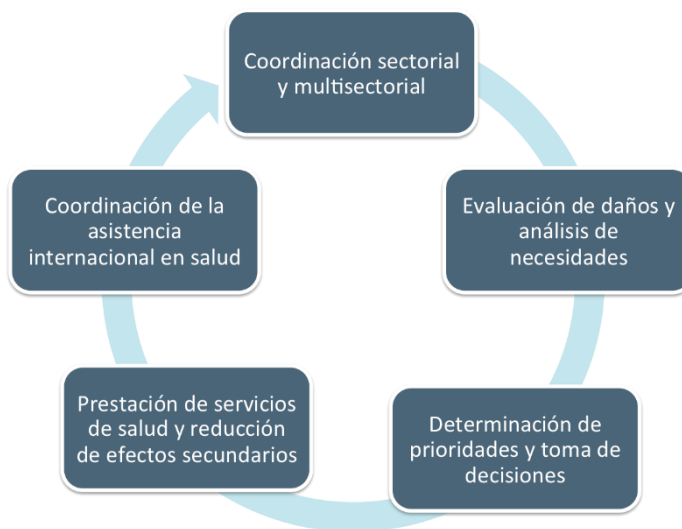 Coordinación sectorial
y multisectorial
Evaluación de daños y
análisis de
necesidades
Determinación de
prioridades y toma de
decisiones
Prestación de servicios
de salud y reducción
de efectos secundarios
Coordinación de la
asistencia
internacional en salud